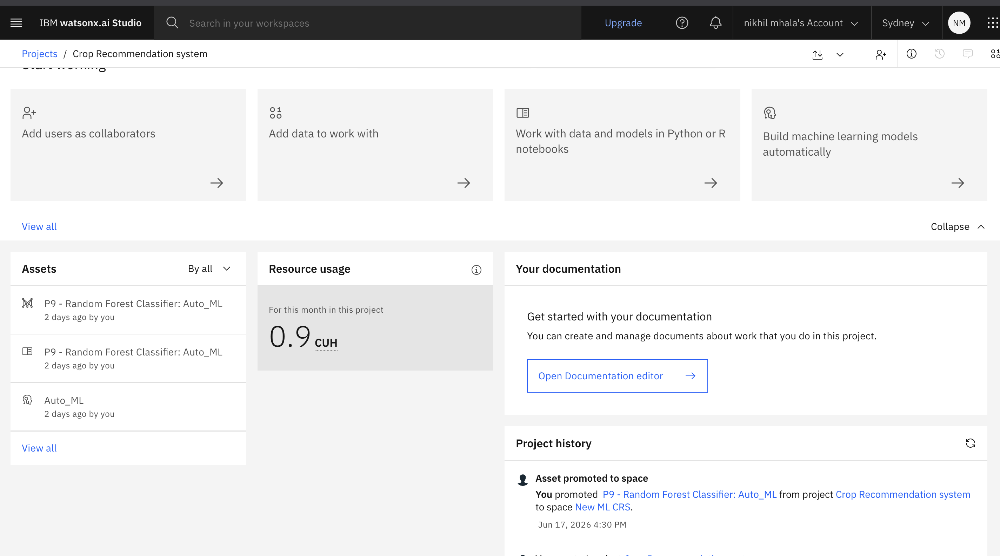 IBM watsonx.ai Studio
Search in your workspaces
Upgrade
nikhil mhala's Account
Sydney
NM
Projects / Crop Recommendation system
Start working
Add users as collaborators
Add data to work with
Work with data and models in Python or R
notebooks
Build machine learning models
automatically
View all
Collapse
Assets
By all
P9 - Random Forest Classifier: Auto_ML
2 days ago by you
P9 - Random Forest Classifier: Auto_ML
2 days ago by you
Auto_ML
2 days ago by you
View all
Resource usage
For this month in this project
0.9 CUH
Your documentation
Get started with your documentation
You can create and manage documents about work that you do in this project.
Open Documentation editor
Project history
Asset promoted to space
You promoted P9 - Random Forest Classifier: Auto_ML from project Crop Recommendation system
to space New ML CRS.
Jun 17, 2026 4:30 PM